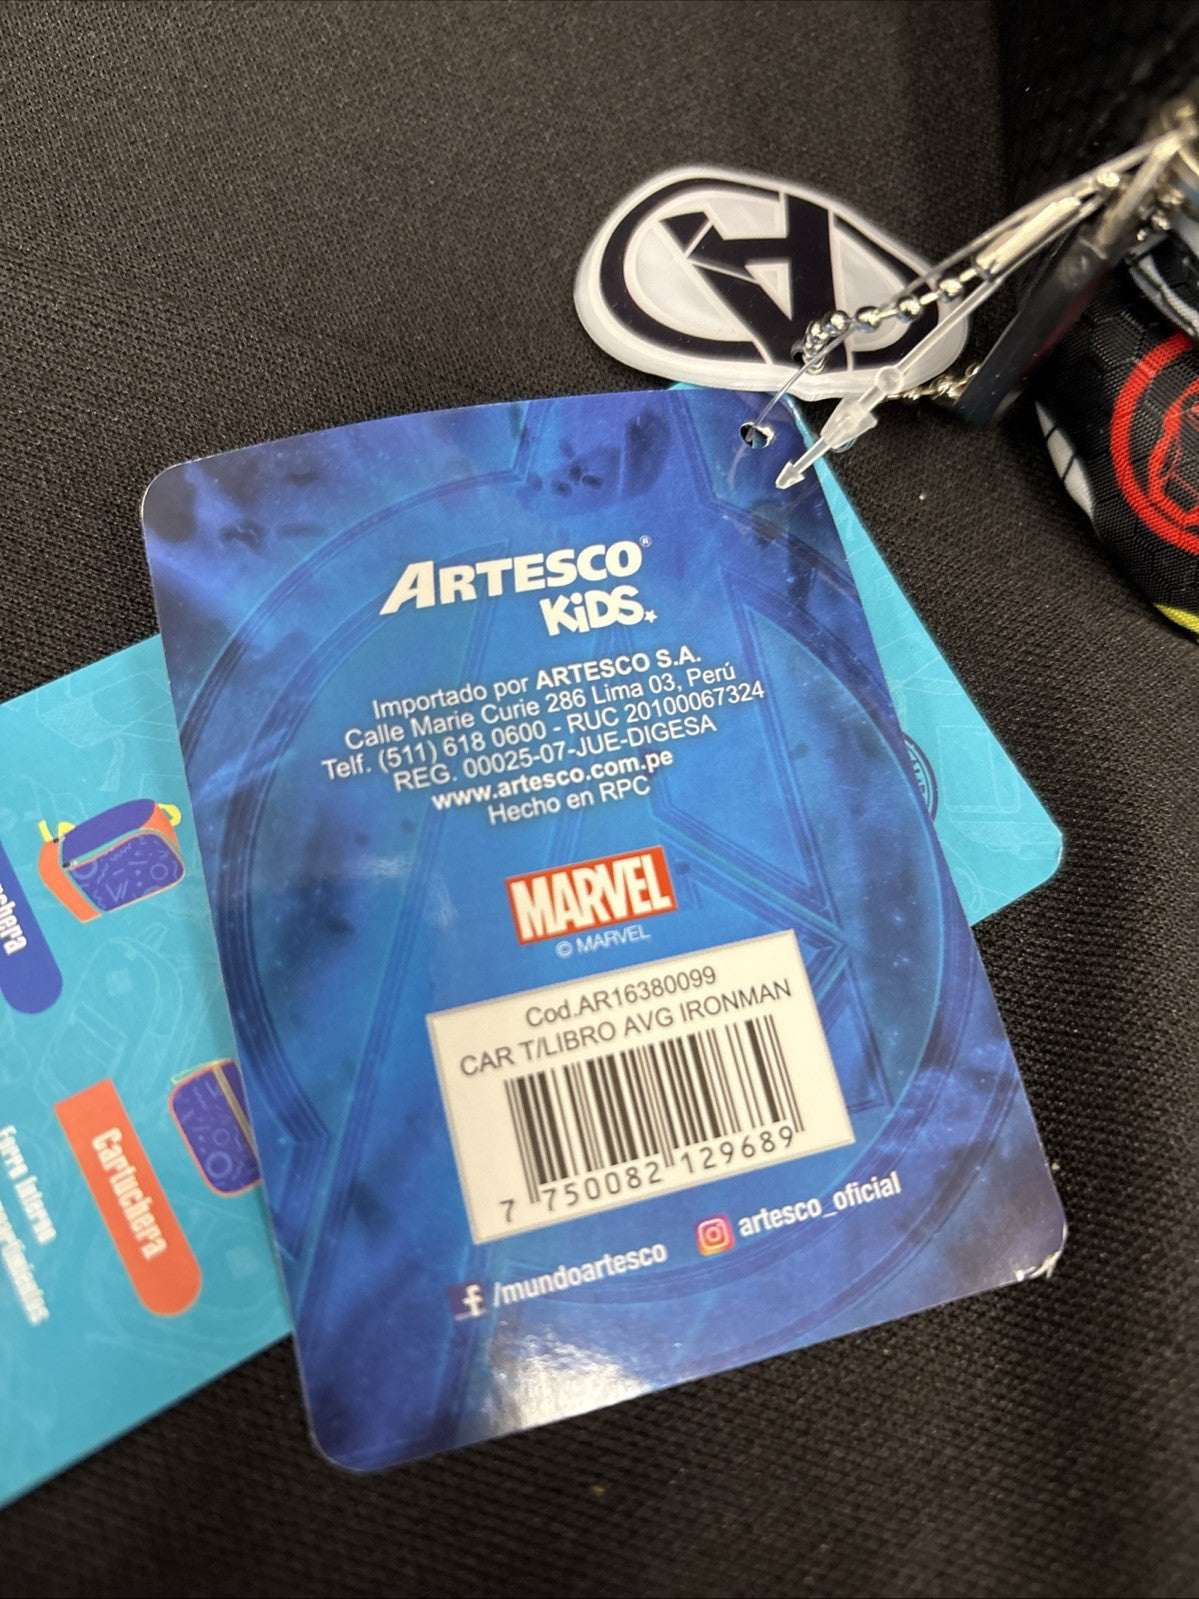 ARTESCO®
KiDS
Importado por ARTESCO S.A.
Calle Marie Curie 286 Lima 03, Perú
Telf. (511) 618 0600 - RUC 20100067324
REG. 00025-07-JUE-DIGESA
www.artesco.com.pe
Hecho en RPC
MARVEL
© MARVEL
Cod.AR16380099
CAR T/LIBRO AVG IRONMAN
7 750082 129689
/mundoartesco
artesco_oficial
Cartuchera
Forro Interno